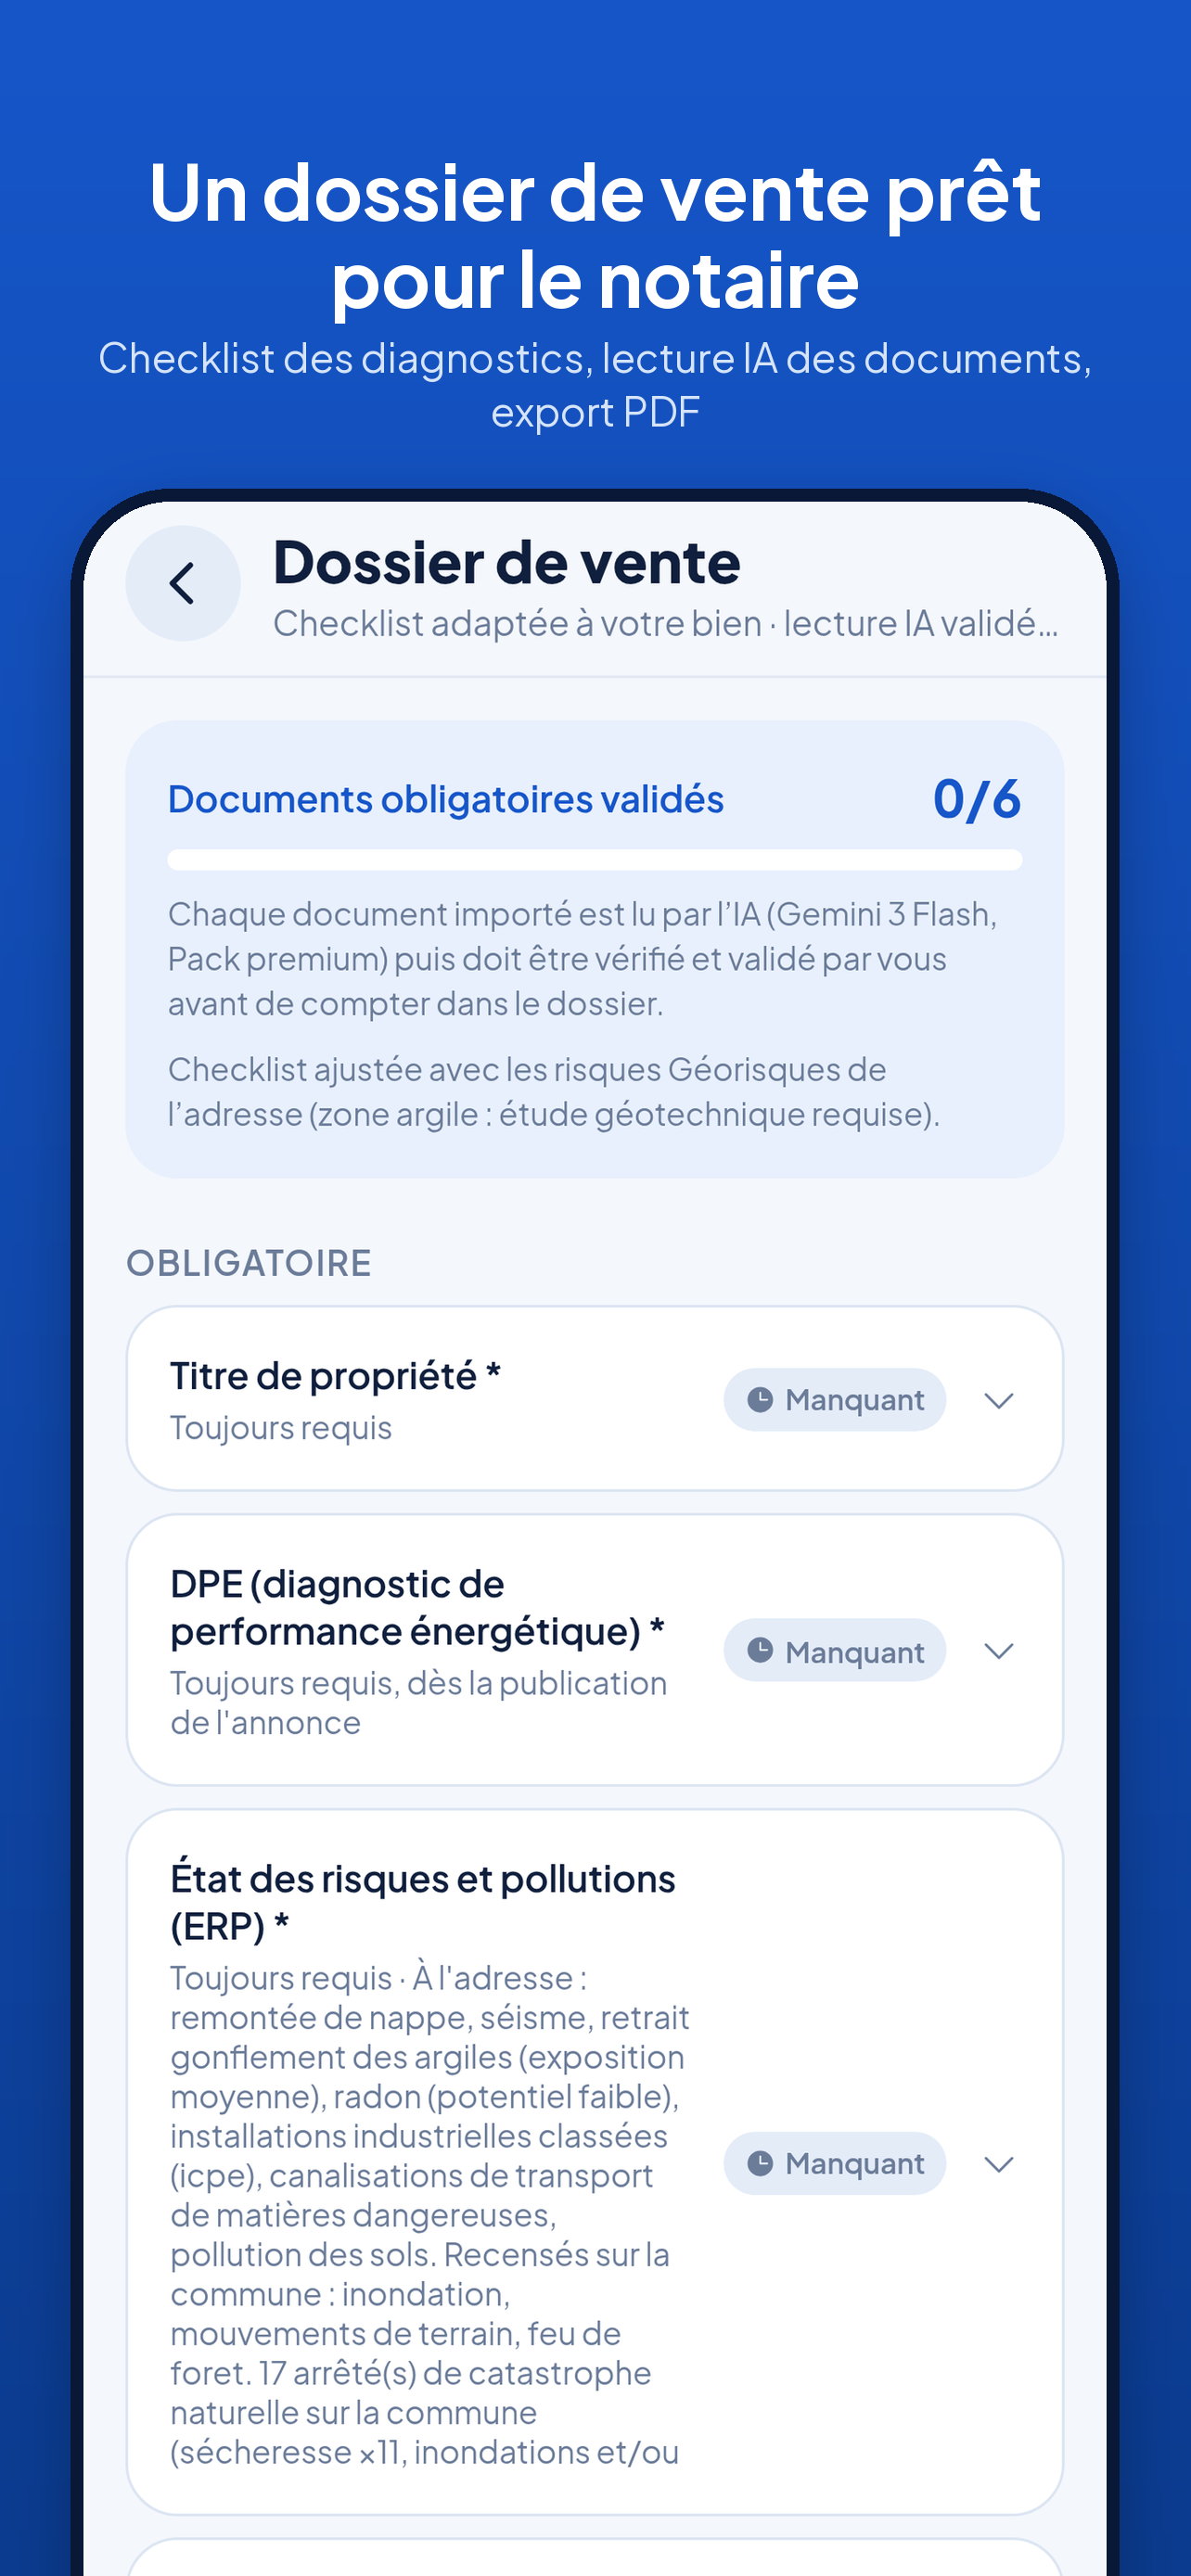 Un dossier de vente prêt
pour le notaire
Checklist des diagnostics, lecture IA des documents,
export PDF
Dossier de vente
Checklist adaptée à votre bien · lecture IA validé…
Documents obligatoires validés
0/6
Chaque document importé est lu par l’IA (Gemini 3 Flash,
Pack premium) puis doit être vérifié et validé par vous
avant de compter dans le dossier.
Checklist ajustée avec les risques Géorisques de
l’adresse (zone argile : étude géotechnique requise).
OBLIGATOIRE
Titre de propriété *
Toujours requis
Manquant
DPE (diagnostic de
performance énergétique) *
Toujours requis, dès la publication
de l'annonce
Manquant
État des risques et pollutions
(ERP) *
Toujours requis · À l'adresse :
remontée de nappe, séisme, retrait
gonflement des argiles (exposition
moyenne), radon (potentiel faible),
installations industrielles classées
(icpe), canalisations de transport
de matières dangereuses,
pollution des sols. Recensés sur la
commune : inondation,
mouvements de terrain, feu de
foret. 17 arrêté(s) de catastrophe
naturelle sur la commune
(sécheresse ×11, inondations et/ou
Manquant